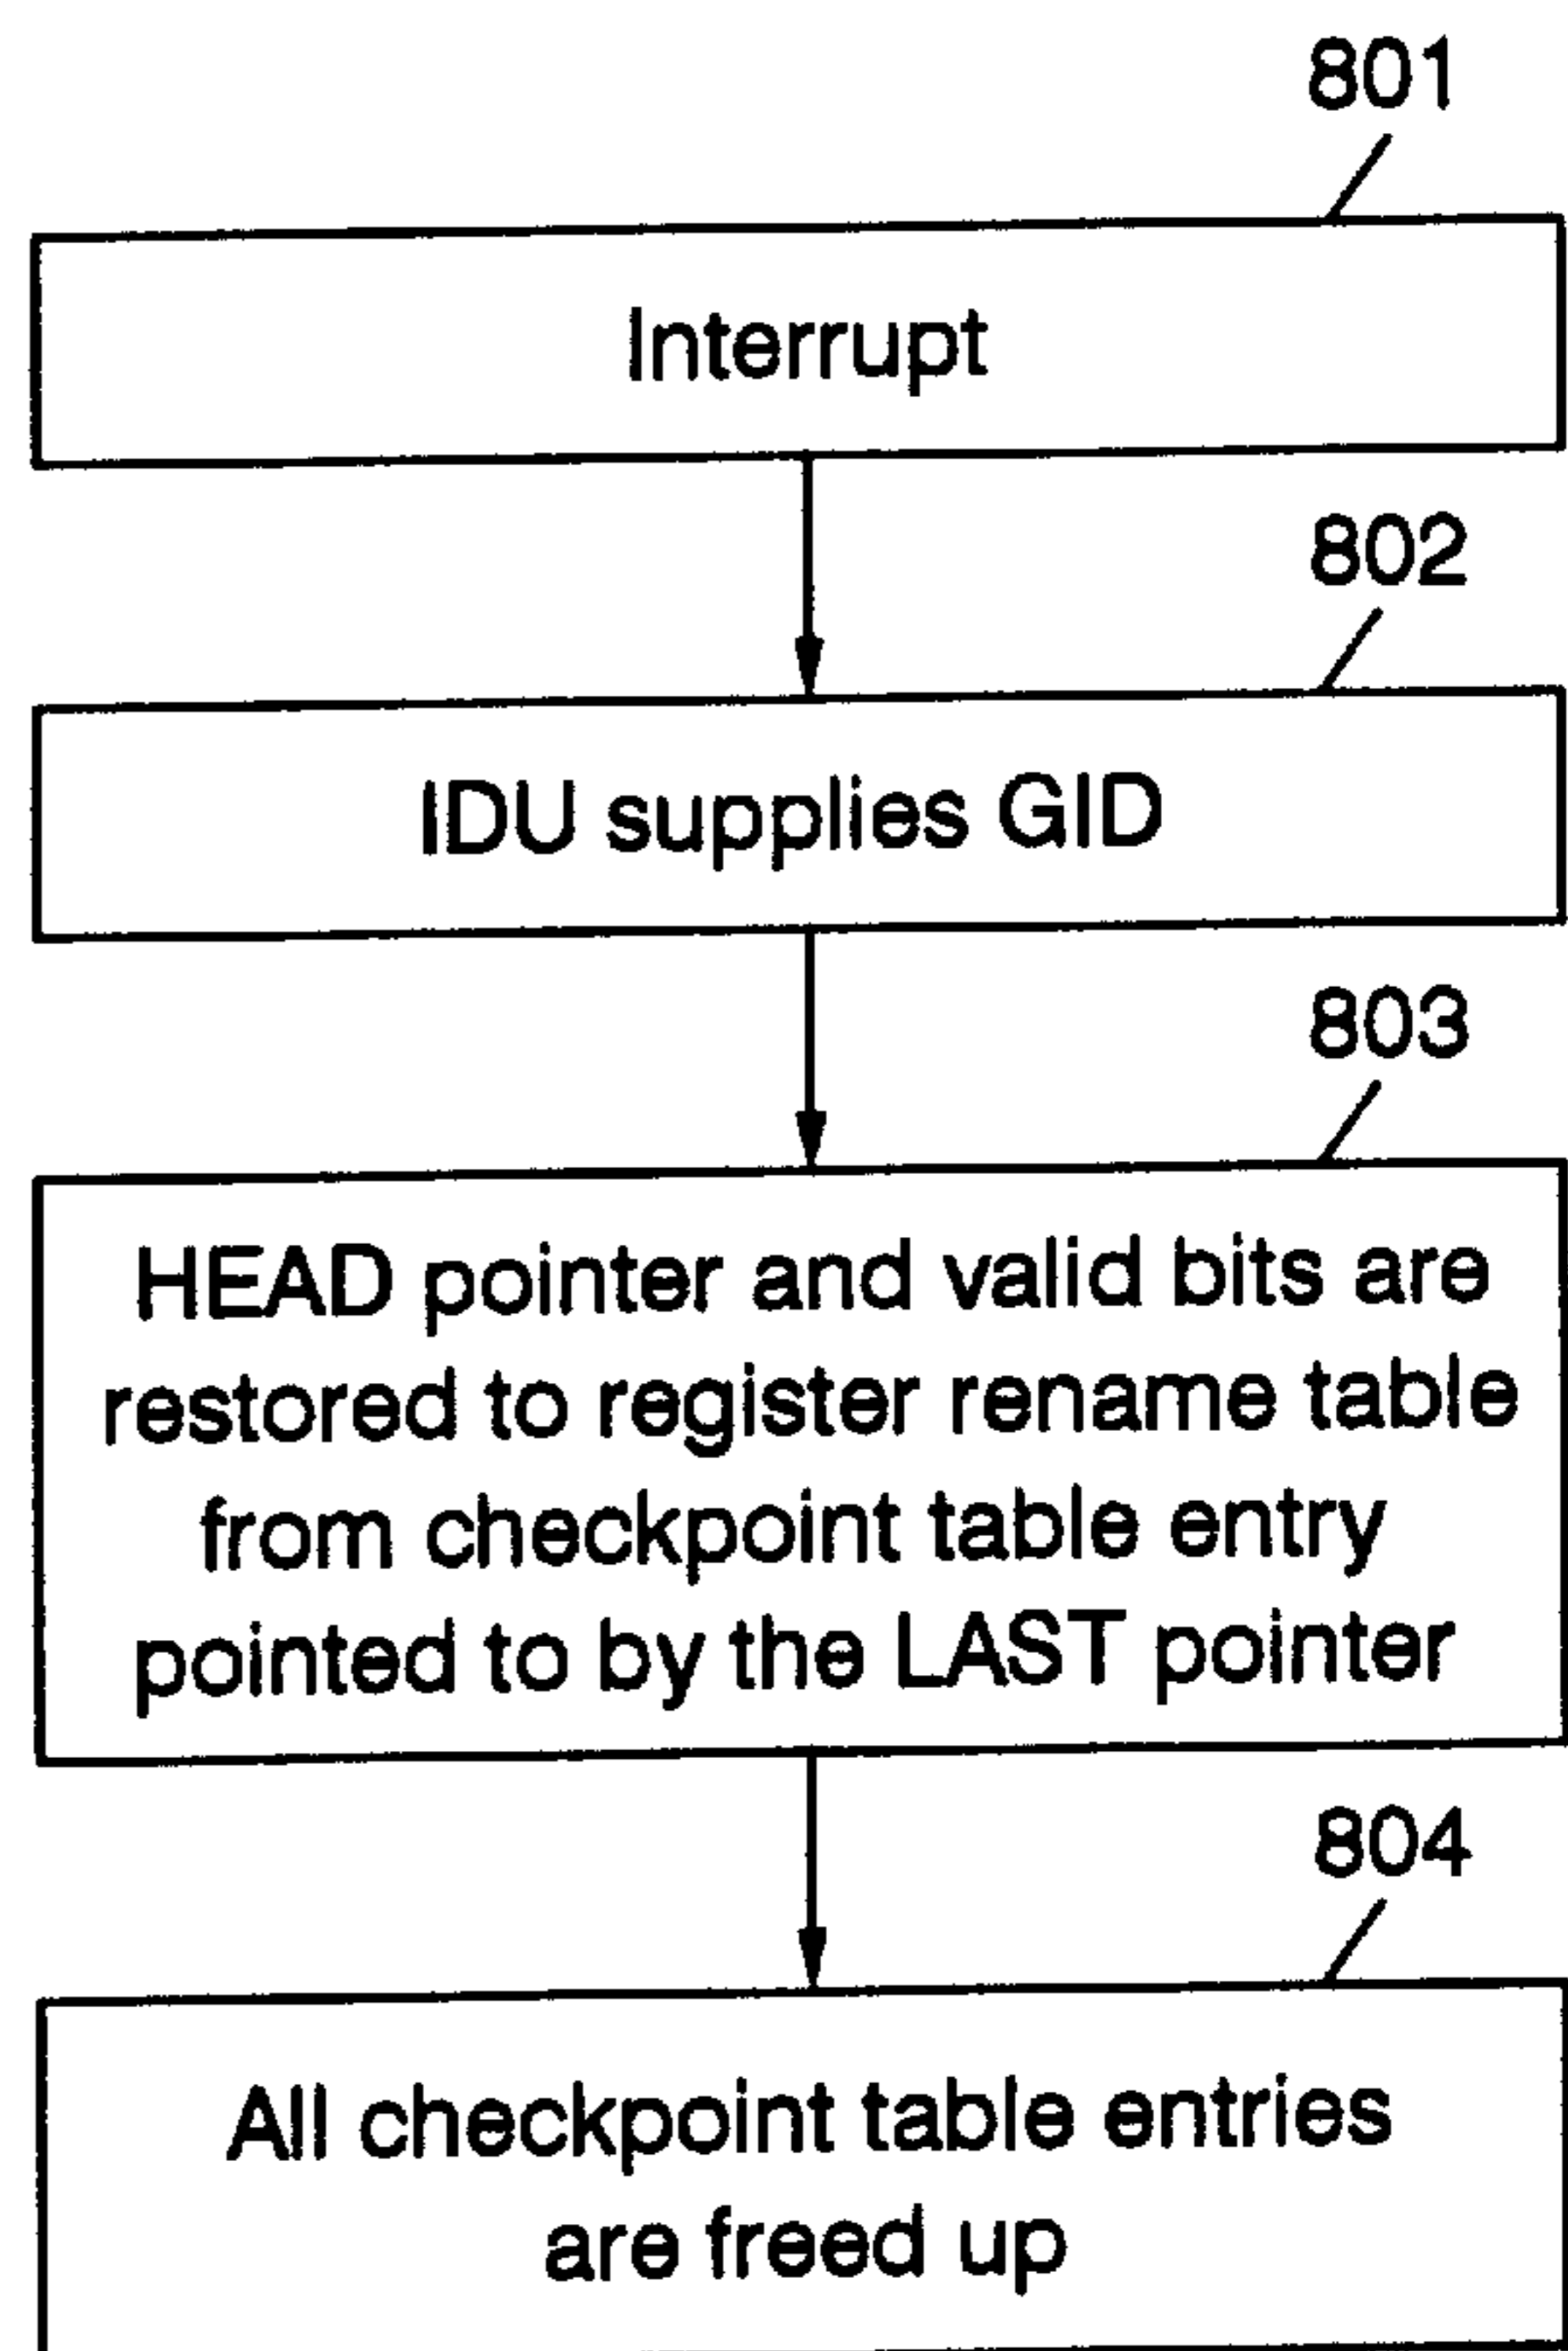 801
Interrupt
802
IDU supplies GID
803
HEAD pointer and valid bits are
restored to register rename table
from checkpoint table entry
pointed to by the LAST pointer
804
All checkpoint table entries
are freed up